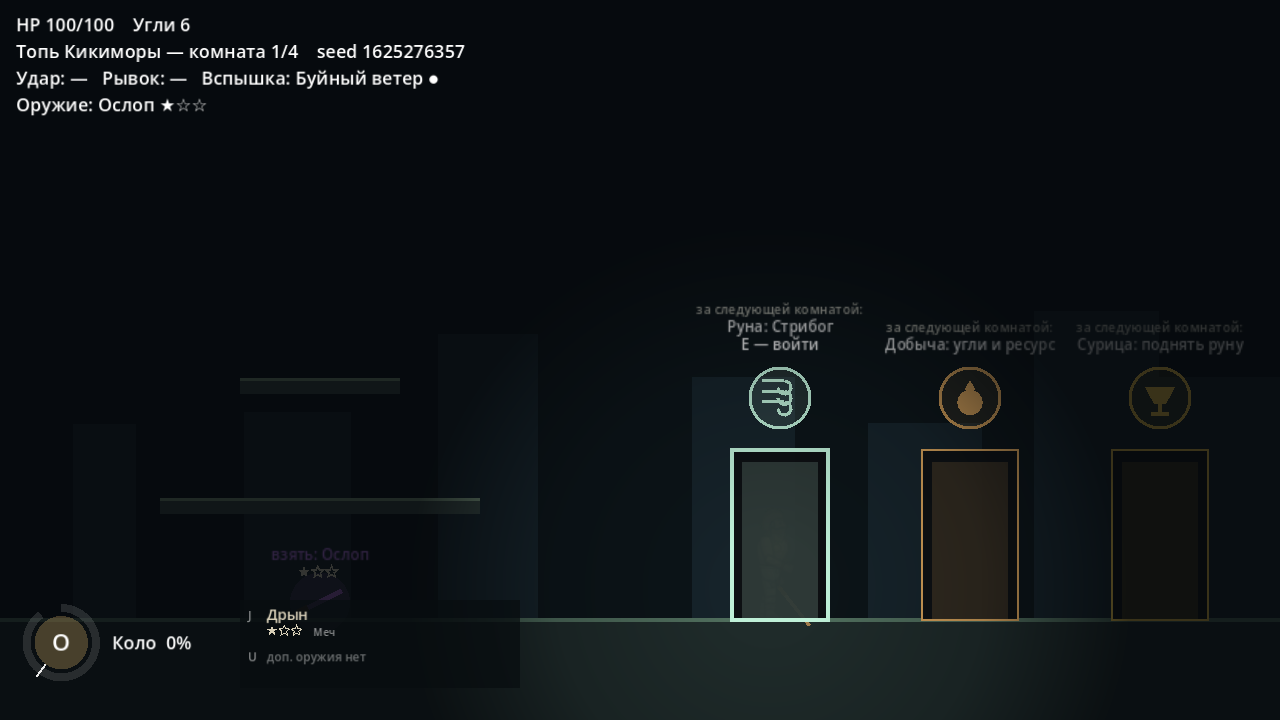 HP 100/100 Угли 6
Топь Кикиморы — комната 1/4 seed 1625276357
Удар: — Рывок: — Вспышка: Буйный ветер ●
Оружие: Ослоп ★☆☆
за следующей комнатой:
Руна: Стрибог
E — войти
за следующей комнатой:
Добыча: угли и ресурс
за следующей комнатой:
Сурица: поднять руну
взять: Ослоп
★☆☆
J Дрын
★☆☆ Меч
U доп. оружия нет
О
Коло 0%